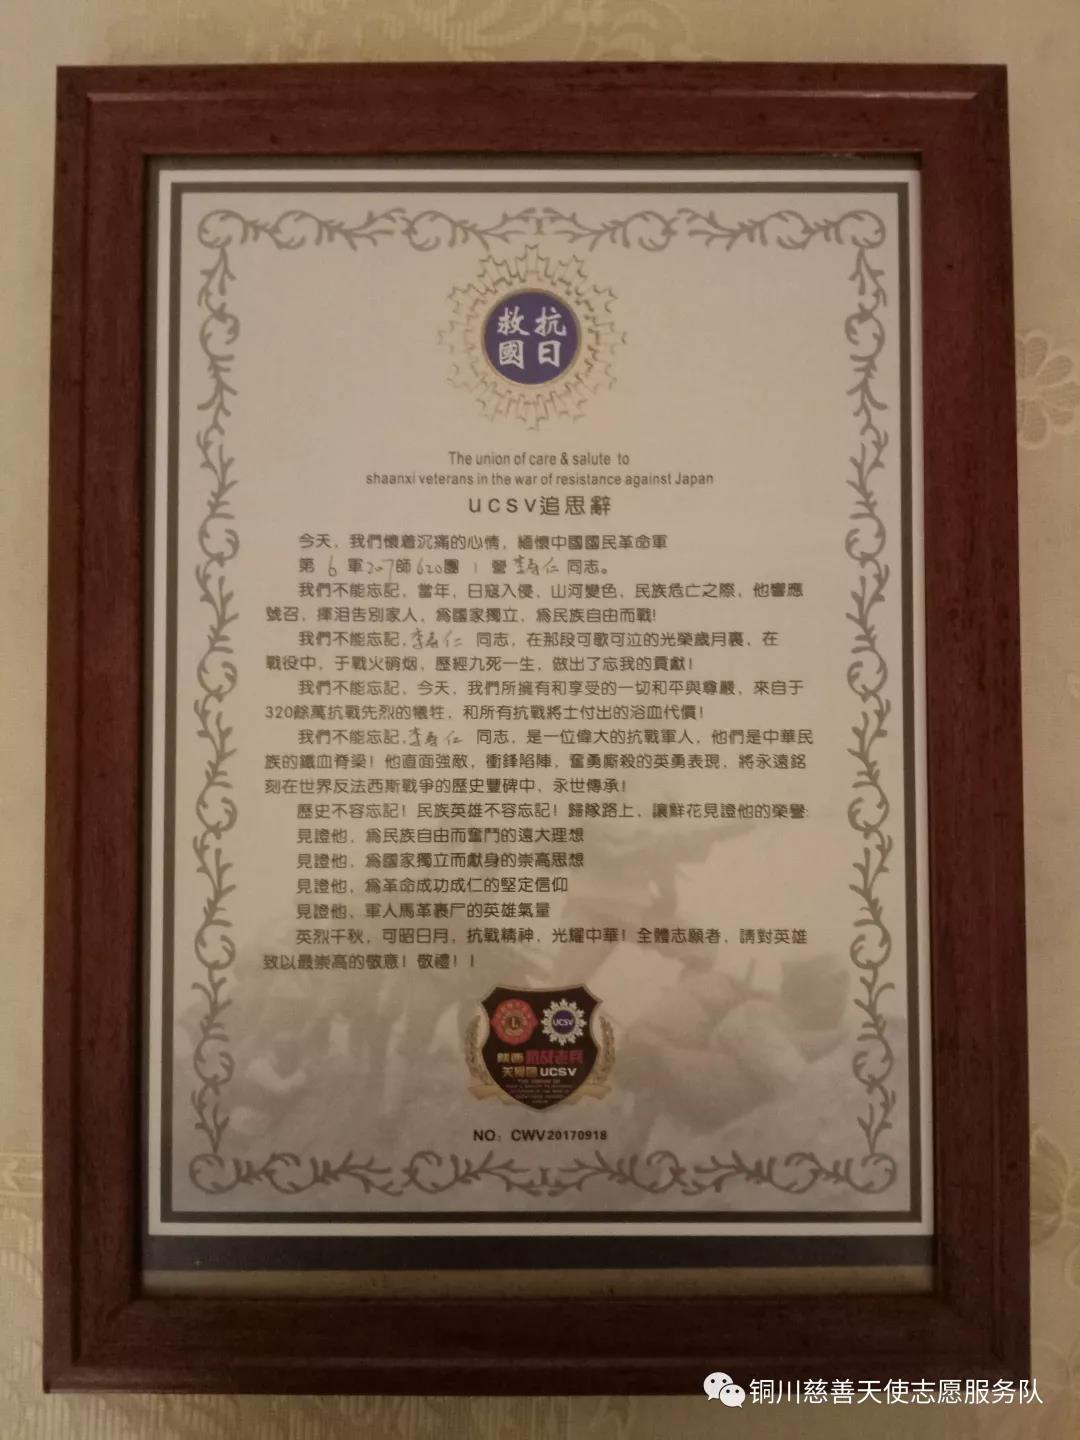 抗日
救國
The union of care & salute to
shaanxi veterans in the war of resistance against Japan
UCSV追思辭
今天，我們懷着沉痛的心情，緬懷中國國民革命軍
第 6 軍207師620團 1 營李春仁同志。
我們不能忘記，當年，日寇入侵，山河變色，民族危亡之際，他響應
號召，揮泪告別家人，爲國家獨立，爲民族自由而戰!
我們不能忘記，李春仁 同志，在那段可歌可泣的光榮歲月裏，在
戰役中，于戰火硝烟，歷經九死一生，做出了忘我的貢獻!
我們不能忘記，今天，我們所擁有和享受的一切和平與尊嚴，來自于
320餘萬抗戰先烈的犧牲，和所有抗戰將士付出的浴血代價!
我們不能忘記，李春仁 同志，是一位偉大的抗戰軍人，他們是中華民
族的鐵血脊梁! 他直面強敵，衝鋒陷陣，奮勇廝殺的英勇表現，將永遠銘
刻在世界反法西斯戰爭的歷史豐碑中，永世傳承!
歷史不容忘記! 民族英雄不容忘記! 歸隊路上，讓鮮花見證他的榮譽:
見證他，爲民族自由而奮鬥的遠大理想
見證他，爲國家獨立而獻身的崇高思想
見證他，爲革命成功成仁的堅定信仰
見證他，軍人馬革裹尸的英雄氣量
英烈千秋，可昭日月，抗戰精神，光耀中華! 全體志願者，請對英雄
致以最崇高的敬意! 敬禮! !
UCSV
陕西抗战老兵
关爱团UCSV
NO: CWV20170918
铜川慈善天使志愿服务队